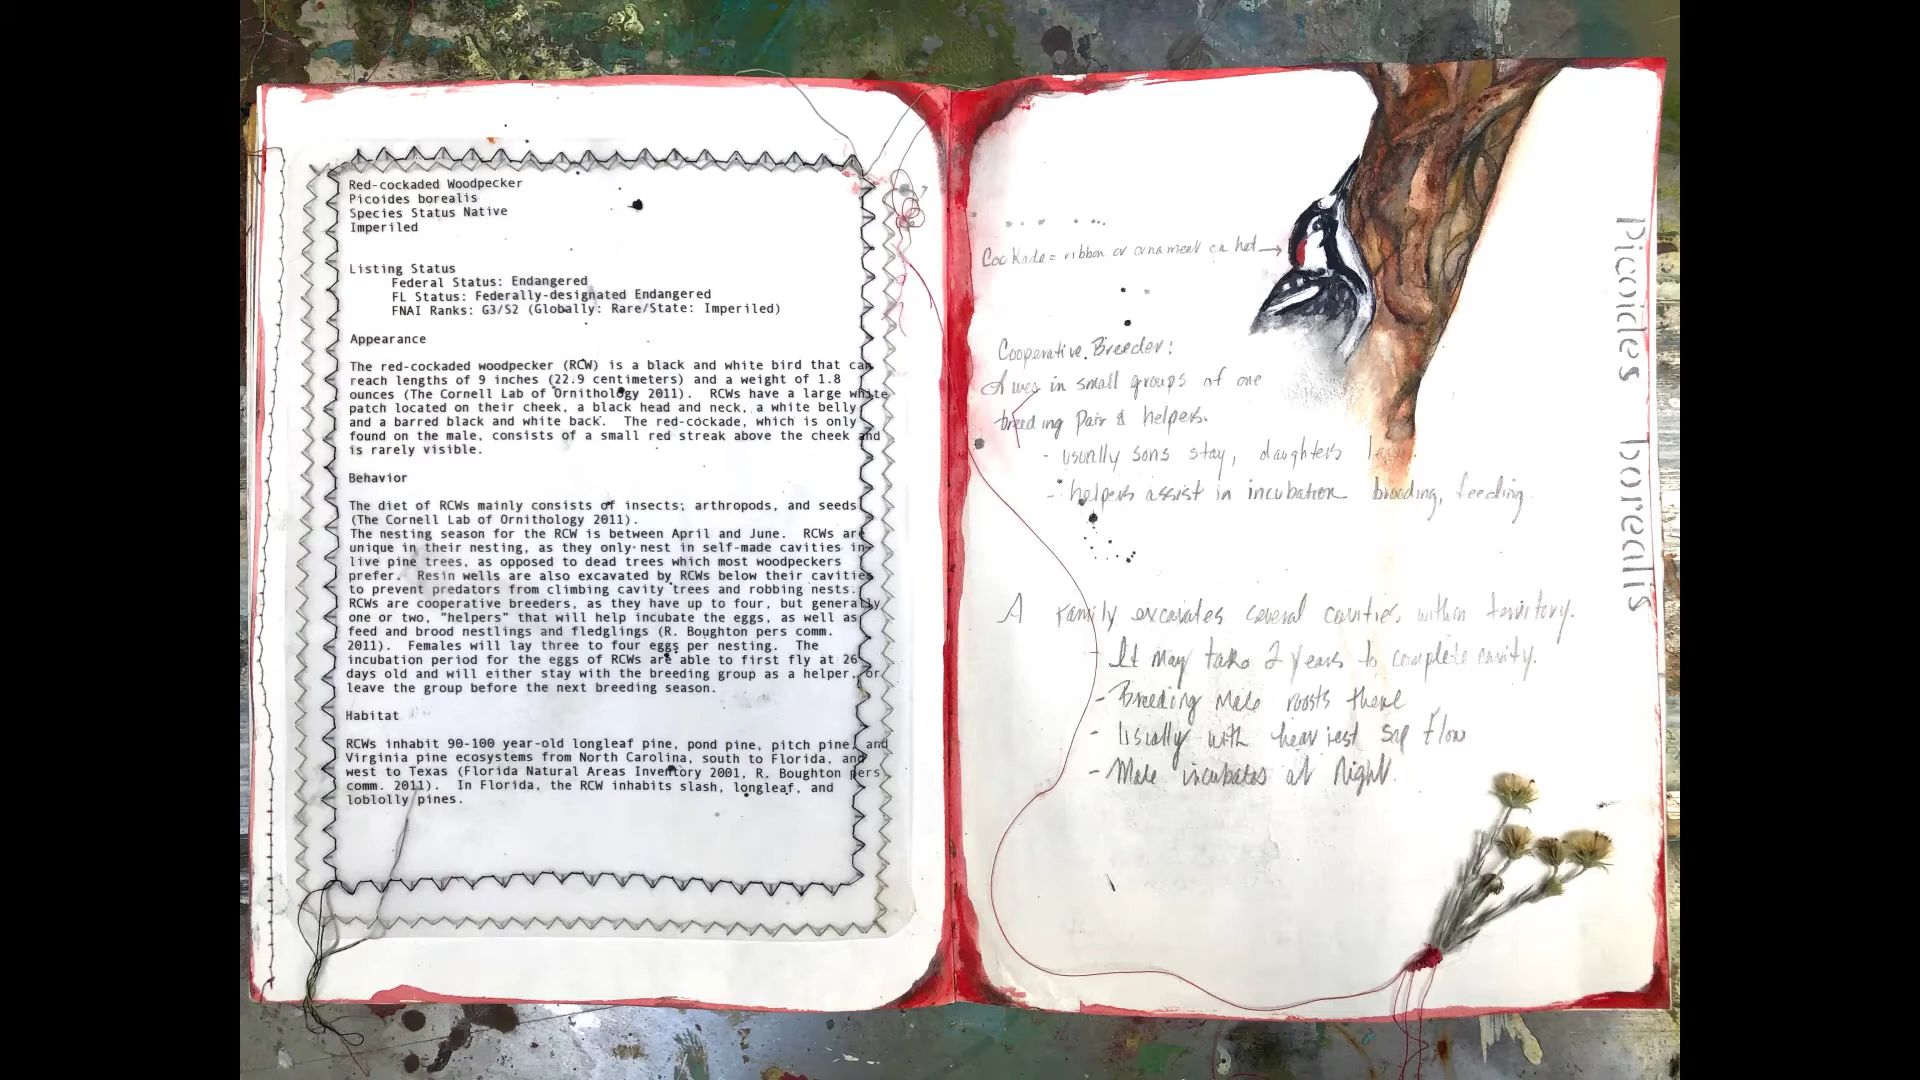 Red-cockaded Woodpecker
Picoides borealis
Species Status Native
Imperiled
Listing Status
Federal Status: Endangered
FL Status: Federally-designated Endangered
FNAI Ranks: G3/S2 (Globally: Rare/State: Imperiled)
Appearance
The red-cockaded woodpecker (RCW) is a black and white bird that can
reach lengths of 9 inches (22.9 centimeters) and a weight of 1.8
ounces (The Cornell Lab of Ornithology 2011). RCWs have a large white
patch located on their cheek, a black head and neck, a white belly
and a barred black and white back. The red-cockade, which is only
found on the male, consists of a small red streak above the cheek and
is rarely visible.
Behavior
The diet of RCWs mainly consists of insects; arthropods, and seeds
(The Cornell Lab of Ornithology 2011).
The nesting season for the RCW is between April and June. RCWs are
unique in their nesting, as they only nest in self-made cavities in
live pine trees, as opposed to dead trees which most woodpeckers
prefer. Resin wells are also excavated by RCWs below their cavities
to prevent predators from climbing cavity trees and robbing nests.
RCWs are cooperative breeders, as they have up to four, but generally
one or two, "helpers" that will help incubate the eggs, as well as
feed and brood nestlings and fledglings (R. Boughton pers comm.
2011). Females will lay three to four eggs per nesting. The
incubation period for the eggs of RCWs are able to first fly at 26
days old and will either stay with the breeding group as a helper, or
leave the group before the next breeding season.
Habitat
RCWs inhabit 90-100 year-old longleaf pine, pond pine, pitch pine, and
Virginia pine ecosystems from North Carolina, south to Florida, and
west to Texas (Florida Natural Areas Inventory 2001, R. Boughton pers
comm. 2011). In Florida, the RCW inhabits slash, longleaf, and
loblolly pines.
Cockade = ribbon or ornament on hat →
Cooperative Breeder:
Lives in small groups of one
breeding Pair & helpers.
- usually sons stay, daughters
- helpers assist in incubation brooding, feeding
A Family excavates several cavities within territory.
- It may take 2 years to complete cavity.
- Breeding Male roosts there
- Usually with heaviest sap flow
- Male incubates at Night.
Picoides borealis